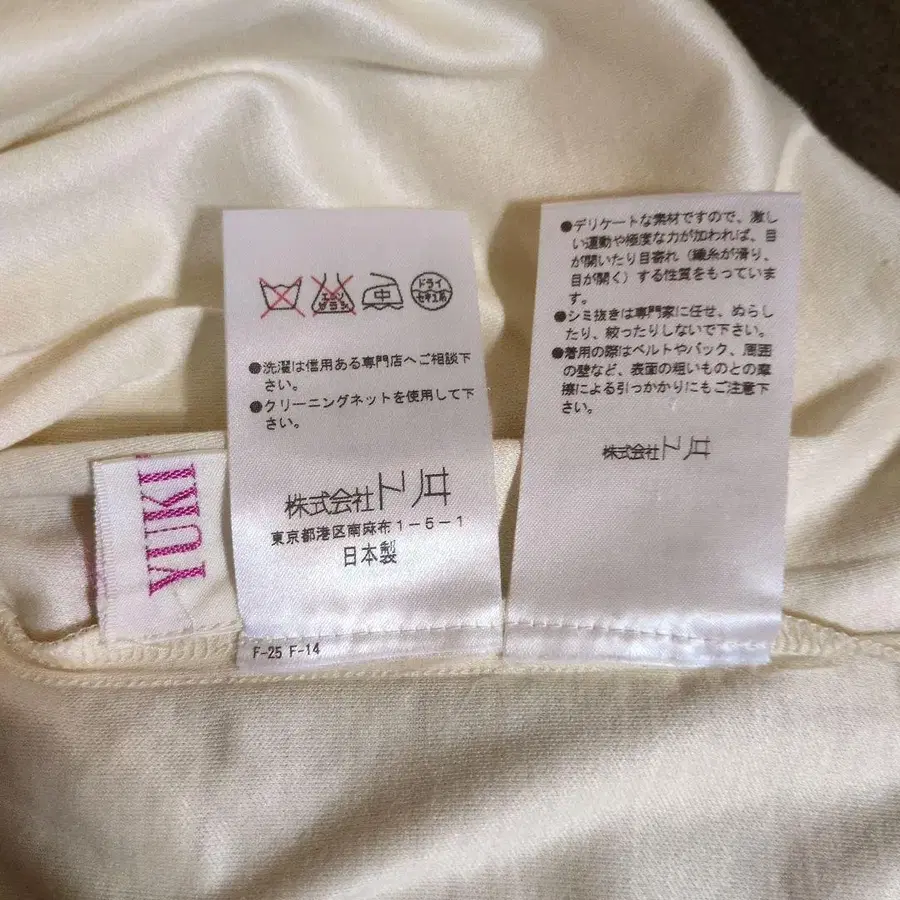 YUKI
エンソ
サラシ
中
ドライ
セキユ系
●洗濯は信用ある専門店へご相談下
さい。
●クリーニングネットを使用して下
さい。
株式会社トリヰ
東京都港区南麻布1-5-1
日本製
F-25 F-14
●デリケートな素材ですので、激し
い運動や極度な力が加われば、目
が開いたり目寄れ(織糸が滑り、
目が開く)する性質をもっていま
す。
●シミ抜きは専門家に任せ、ぬらし
たり、絞ったりしないで下さい。
●着用の際はベルトやバック、周囲
の壁など、表面の粗いものとの摩
擦による引っかかりにもご注意下
さい。
株式会社トリヰ